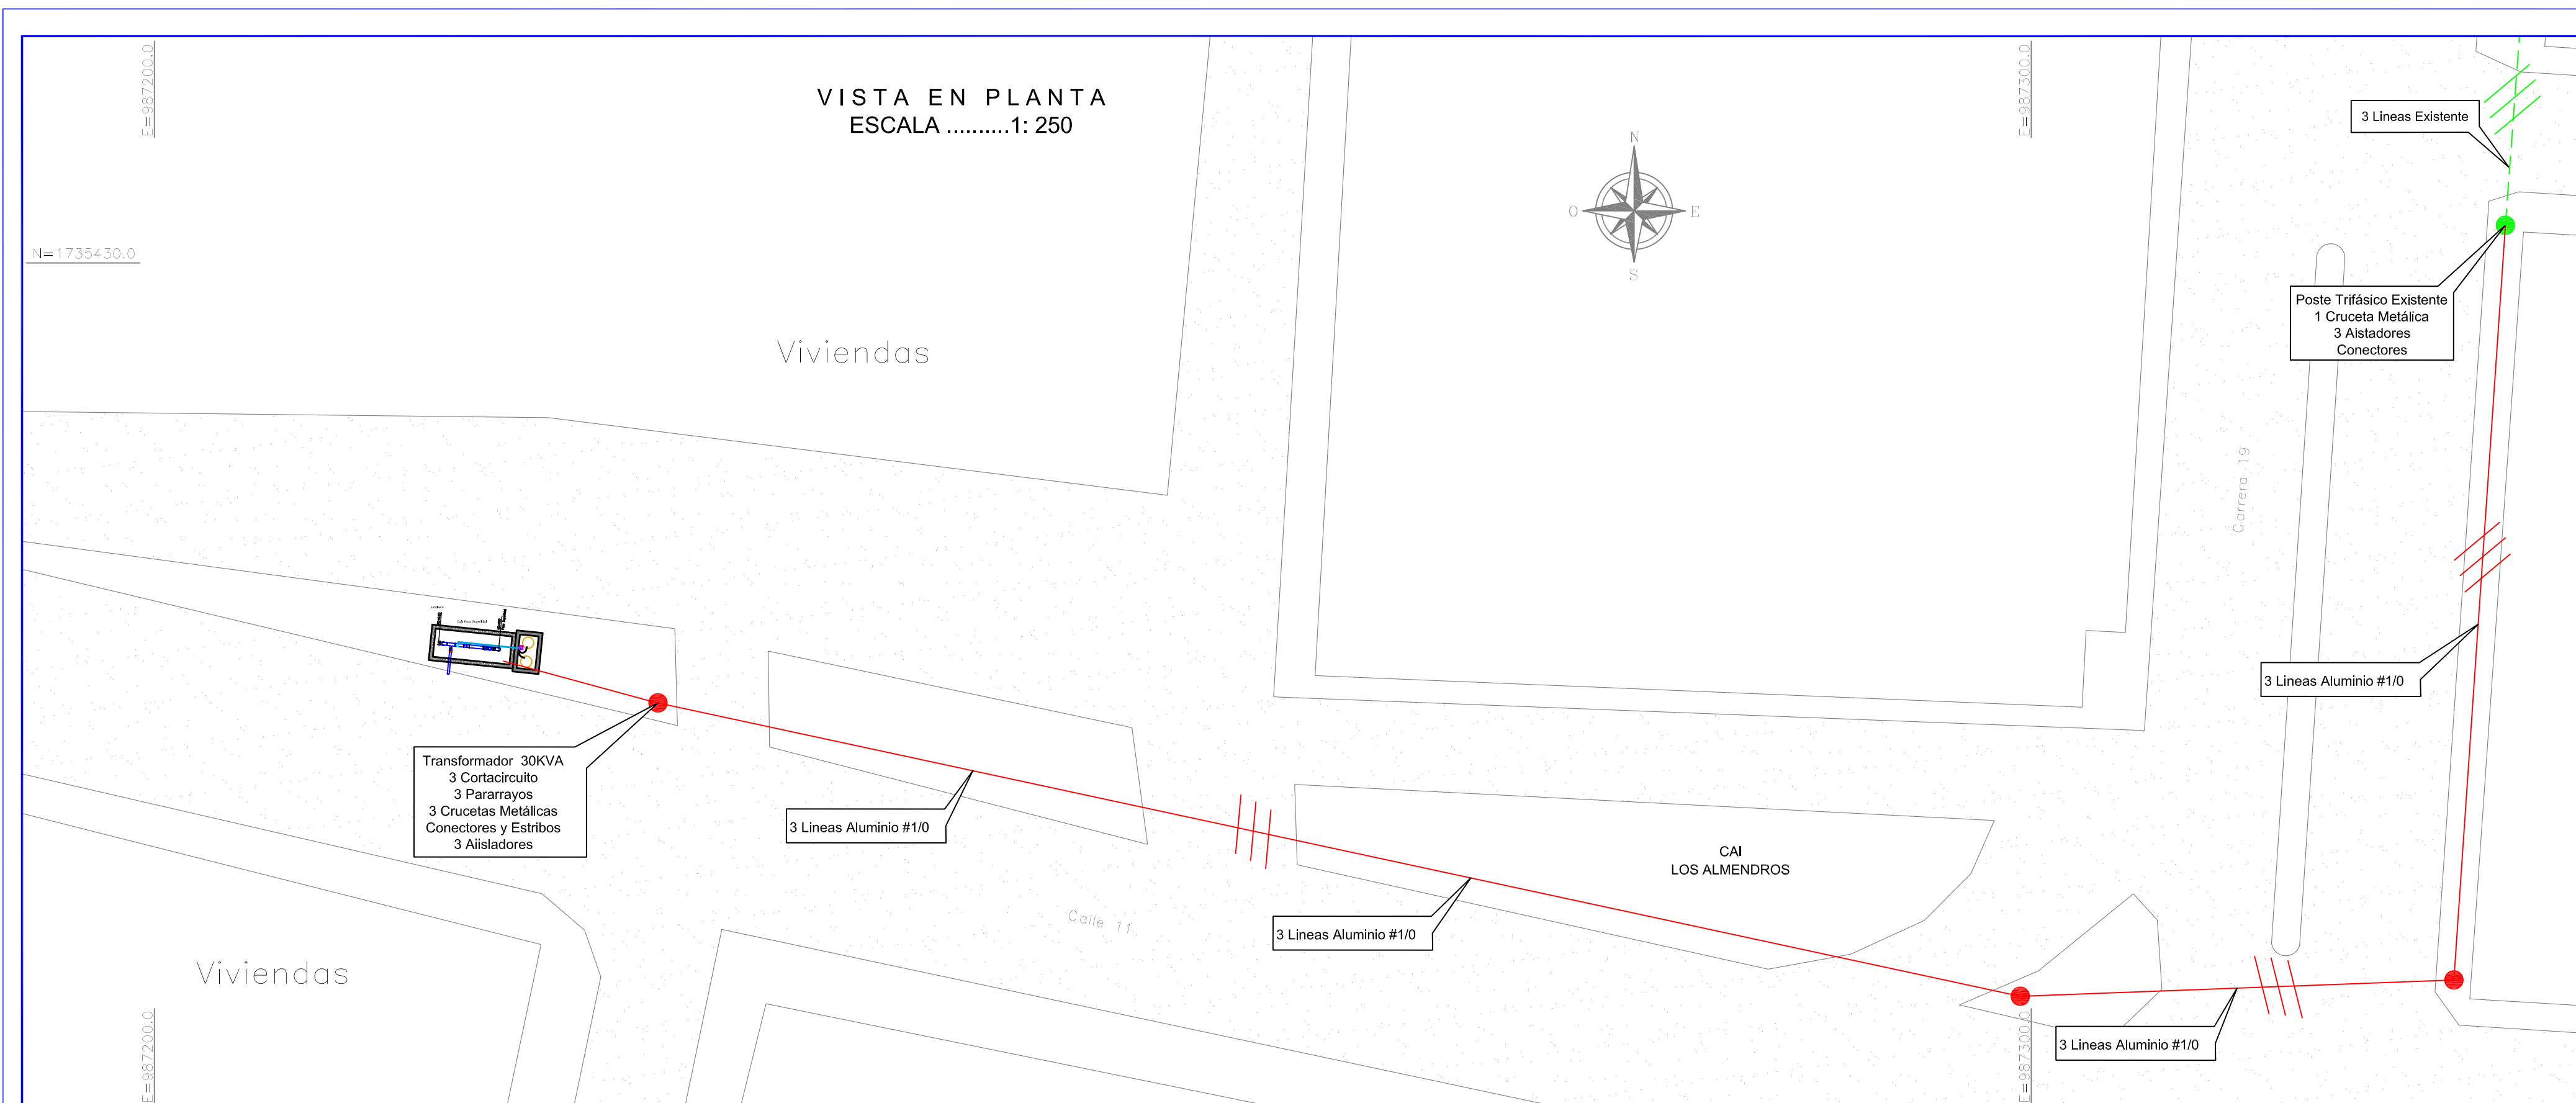 E=987200.0
VISTA EN PLANTA
ESCALA ..........1: 250
E=987300.0
3 Lineas Existente
N
O
E
S
N=1735430.0
Poste Trifásico Existente
1 Cruceta Metálica
3 Aistadores
Conectores
Viviendas
Carrera 19
3 Lineas Aluminio #1/0
Transformador 30KVA
3 Cortacircuito
3 Pararrayos
3 Crucetas Metálicas
Conectores y Estribos
3 Aiisladores
3 Lineas Aluminio #1/0
CAI
LOS ALMENDROS
Calle 11
3 Lineas Aluminio #1/0
Viviendas
3 Lineas Aluminio #1/0
E=987200.0
E=987300.0